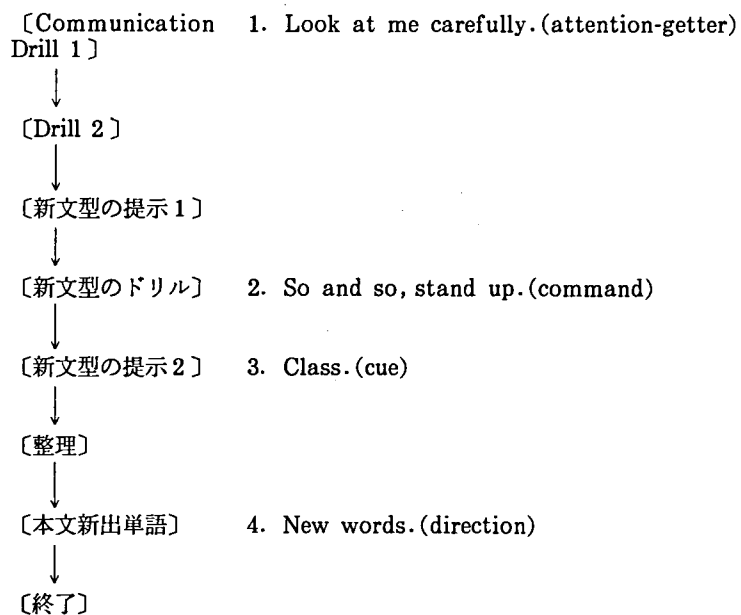 〔Communication 1. Look at me carefully.(attention-getter)
Drill 1〕
〔Drill 2〕
〔新文型の提示1〕
〔新文型のドリル〕 2. So and so, stand up.(command)
〔新文型の提示2〕 3. Class.(cue)
〔整理〕
〔本文新出単語〕 4. New words.(direction)
〔終了〕